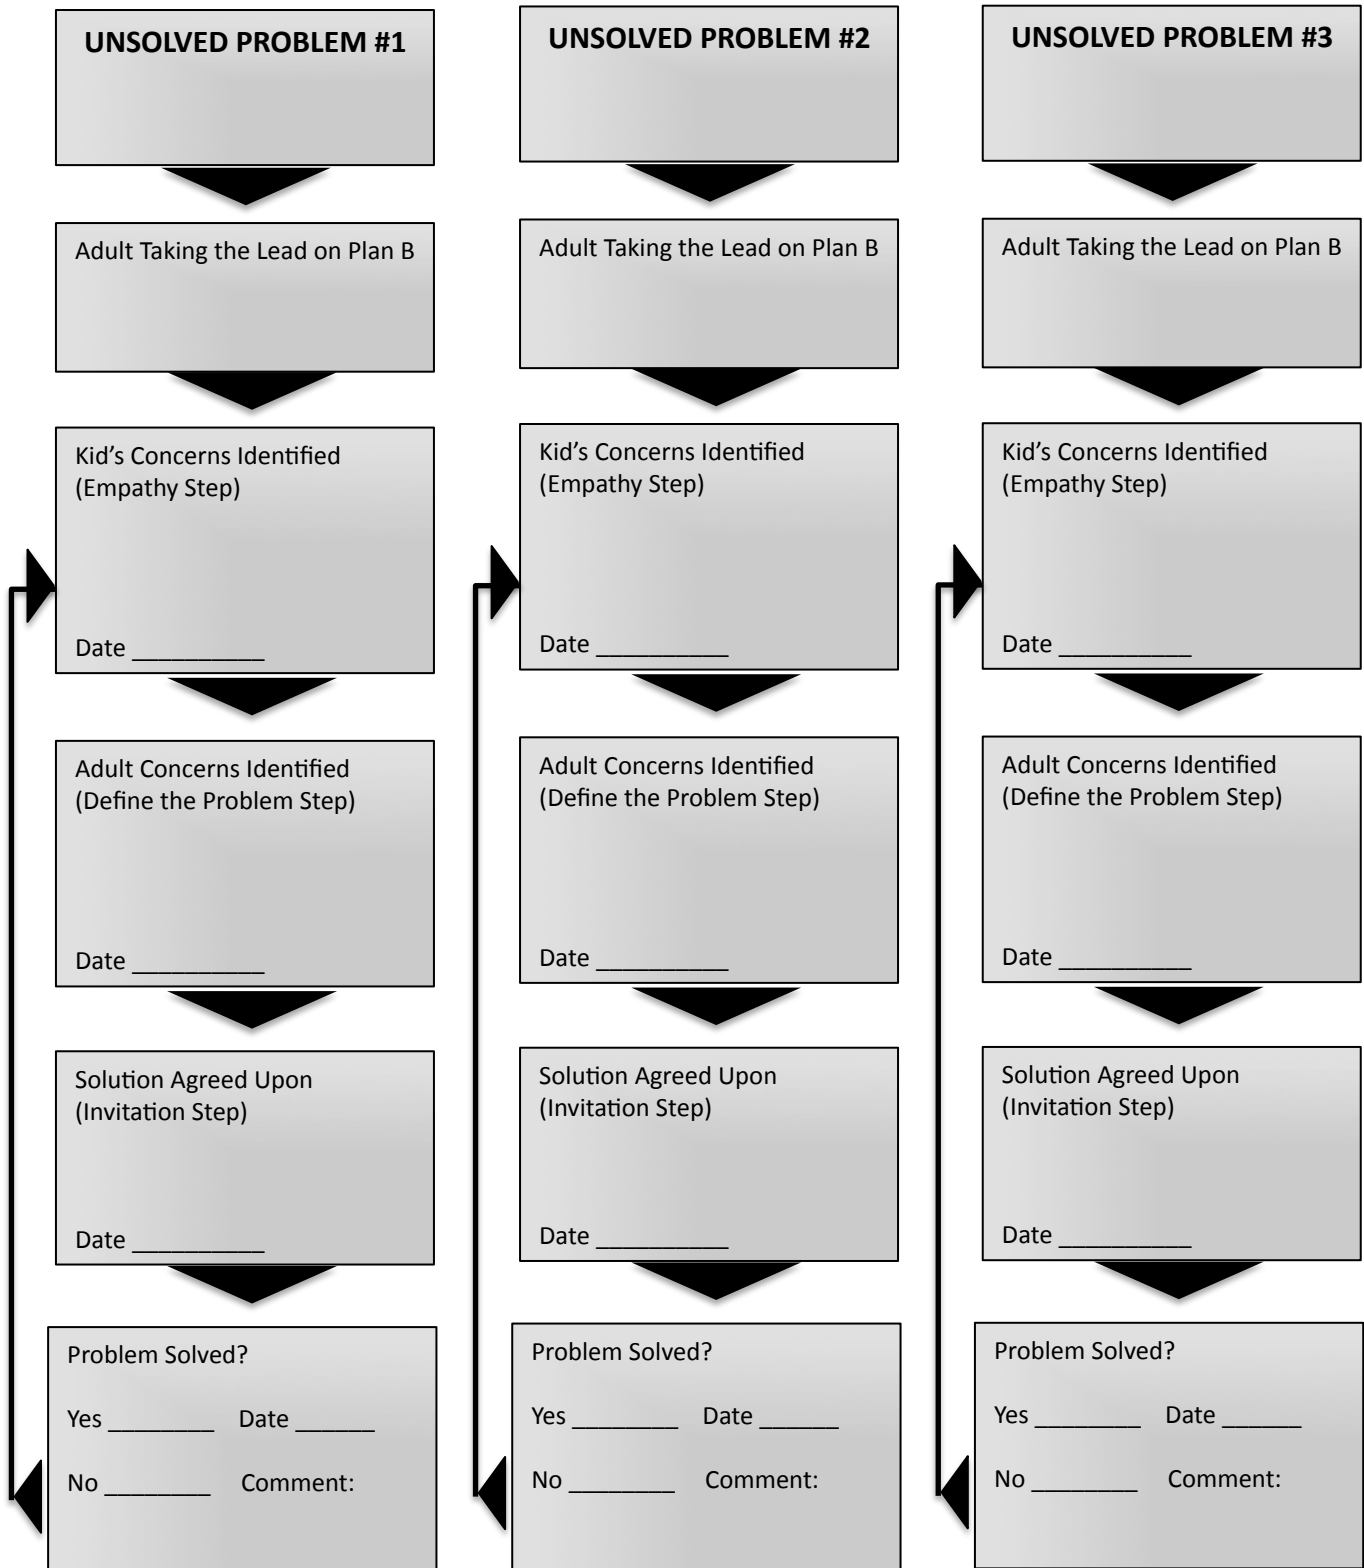 UNSOLVED PROBLEM #1
Adult Taking the Lead on Plan B
Kid’s Concerns Identified
(Empathy Step)
Date __________
Adult Concerns Identified
(Define the Problem Step)
Date __________
Solution Agreed Upon
(Invitation Step)
Date __________
Problem Solved?
Yes ________ Date ______
No ________ Comment:
UNSOLVED PROBLEM #2
Adult Taking the Lead on Plan B
Kid’s Concerns Identified
(Empathy Step)
Date __________
Adult Concerns Identified
(Define the Problem Step)
Date __________
Solution Agreed Upon
(Invitation Step)
Date __________
Problem Solved?
Yes ________ Date ______
No ________ Comment:
UNSOLVED PROBLEM #3
Adult Taking the Lead on Plan B
Kid’s Concerns Identified
(Empathy Step)
Date __________
Adult Concerns Identified
(Define the Problem Step)
Date __________
Solution Agreed Upon
(Invitation Step)
Date __________
Problem Solved?
Yes ________ Date ______
No ________ Comment: